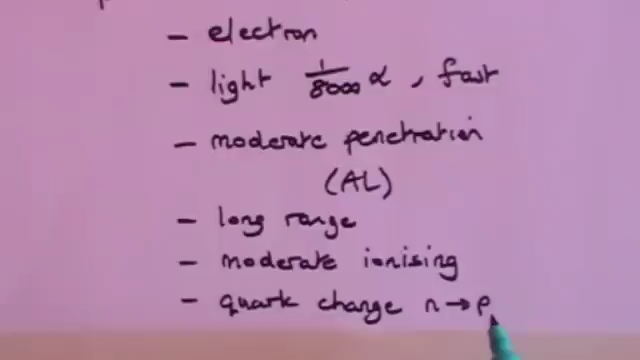 - electron
- light 1/8000 α, fast
- moderate penetration
(AL)
- long range
- moderate ionising
- quark change n→p